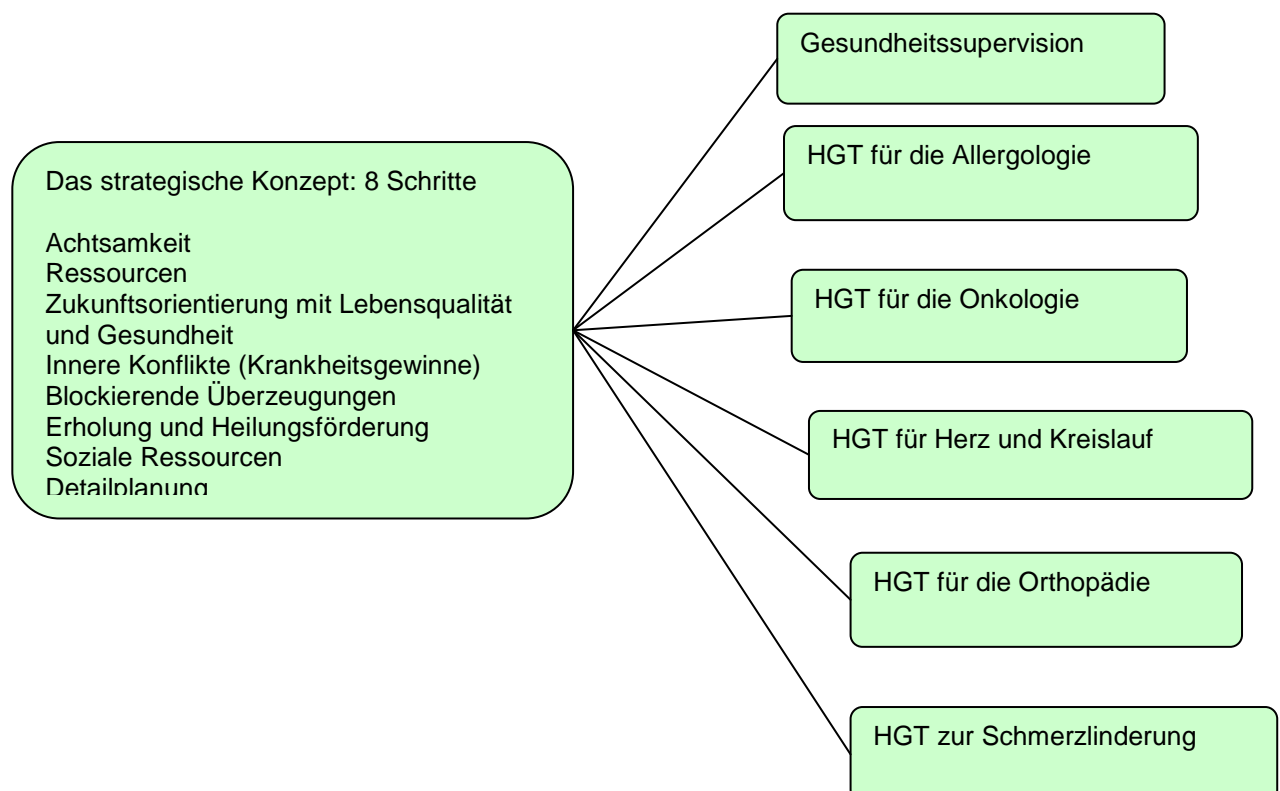 Das strategische Konzept: 8 Schritte
Achtsamkeit
Ressourcen
Zukunftsorientierung mit Lebensqualität
und Gesundheit
Innere Konflikte (Krankheitsgewinne)
Blockierende Überzeugungen
Erholung und Heilungsförderung
Soziale Ressourcen
Detailplanung
Gesundheitssupervision
HGT für die Allergologie
HGT für die Onkologie
HGT für Herz und Kreislauf
HGT für die Orthopädie
HGT zur Schmerzlinderung